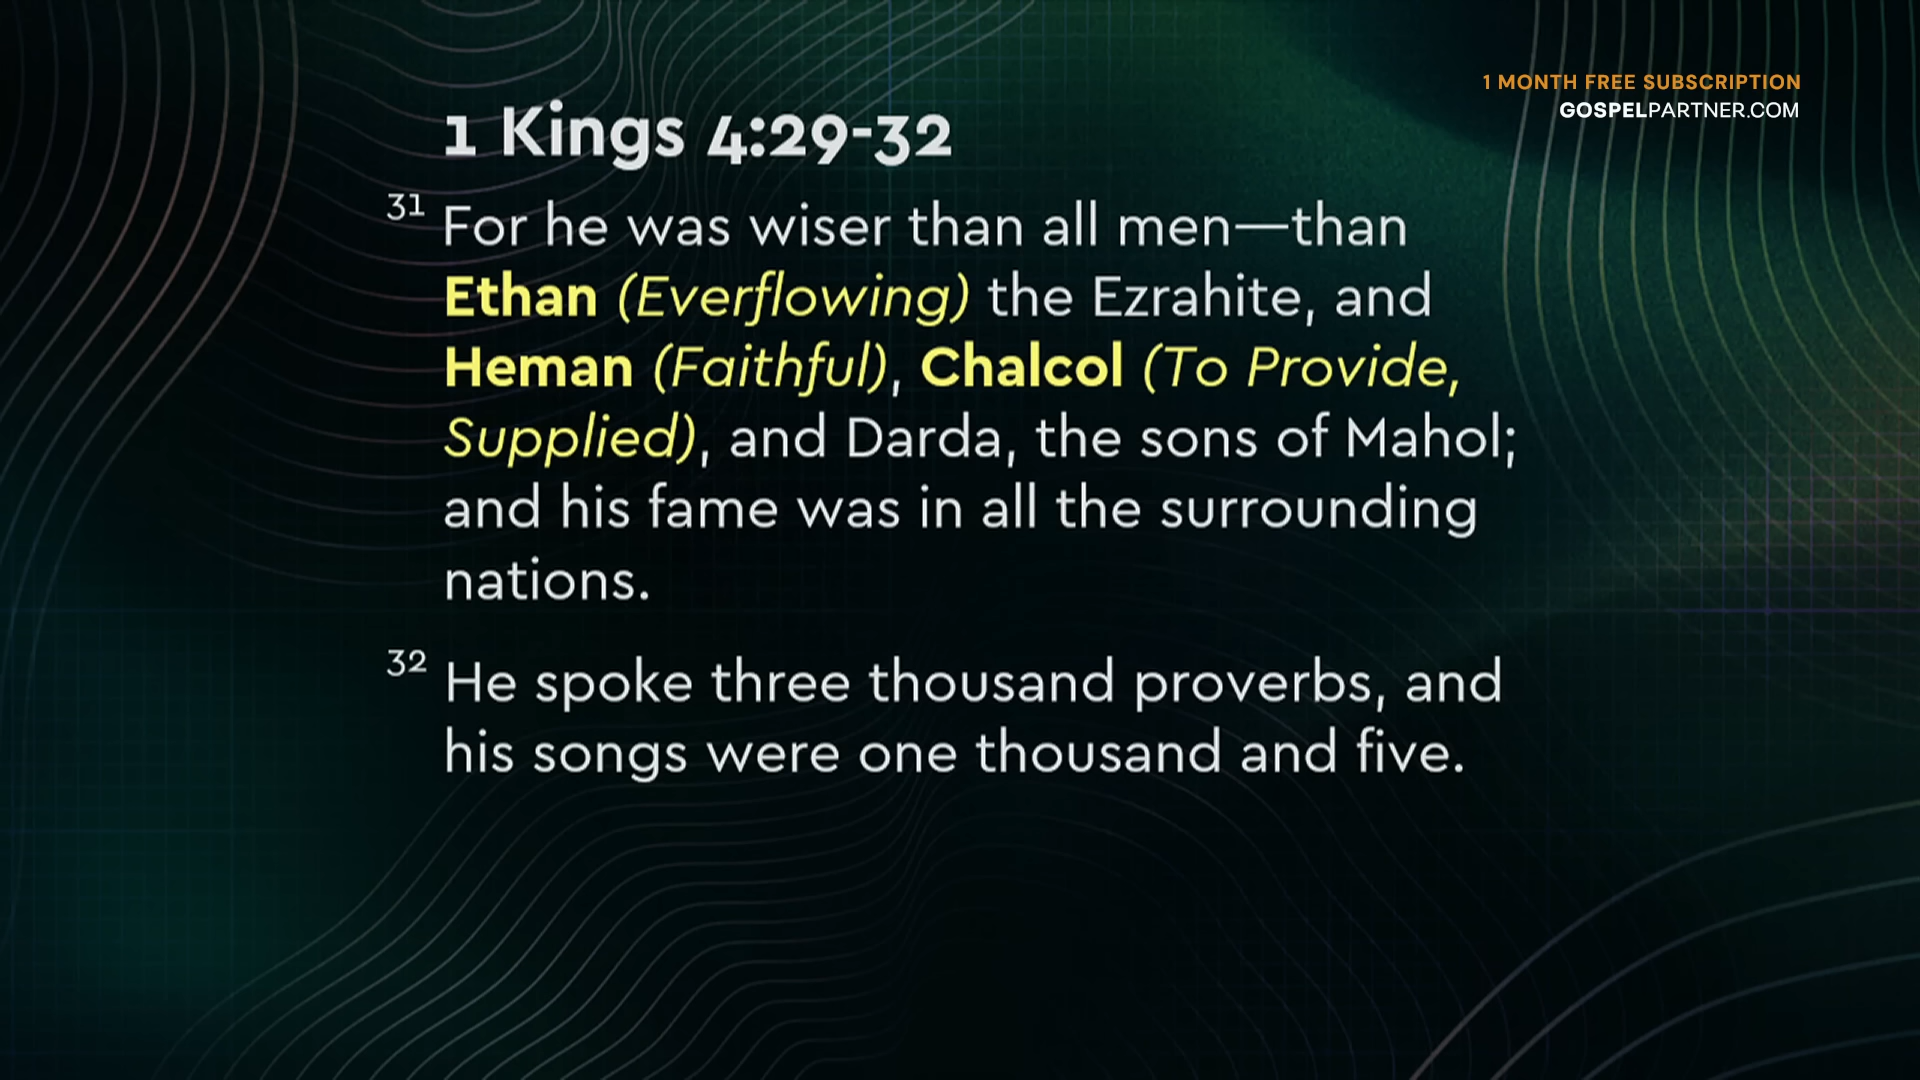 1 MONTH FREE SUBSCRIPTION
GOSPELPARTNER.COM
1 Kings 4:29-32
31 For he was wiser than all men—than
Ethan (Everflowing) the Ezrahite, and
Heman (Faithful), Chalcol (To Provide,
Supplied), and Darda, the sons of Mahol;
and his fame was in all the surrounding
nations.
32 He spoke three thousand proverbs, and
his songs were one thousand and five.